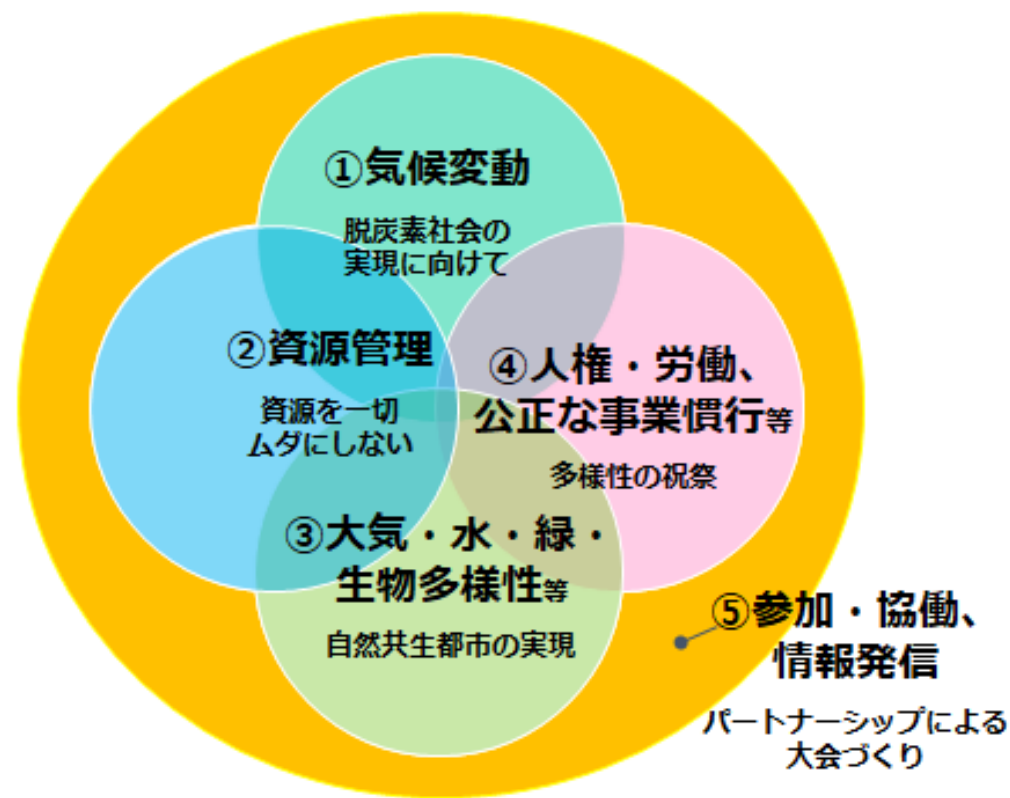 ①気候変動
脱炭素社会の
実現に向けて
②資源管理
資源を一切
ムダにしない
③大気・水・緑・
生物多様性等
自然共生都市の実現
④人権・労働、
公正な事業慣行等
多様性の祝祭
⑤参加・協働、
情報発信
パートナーシップによる
大会づくり